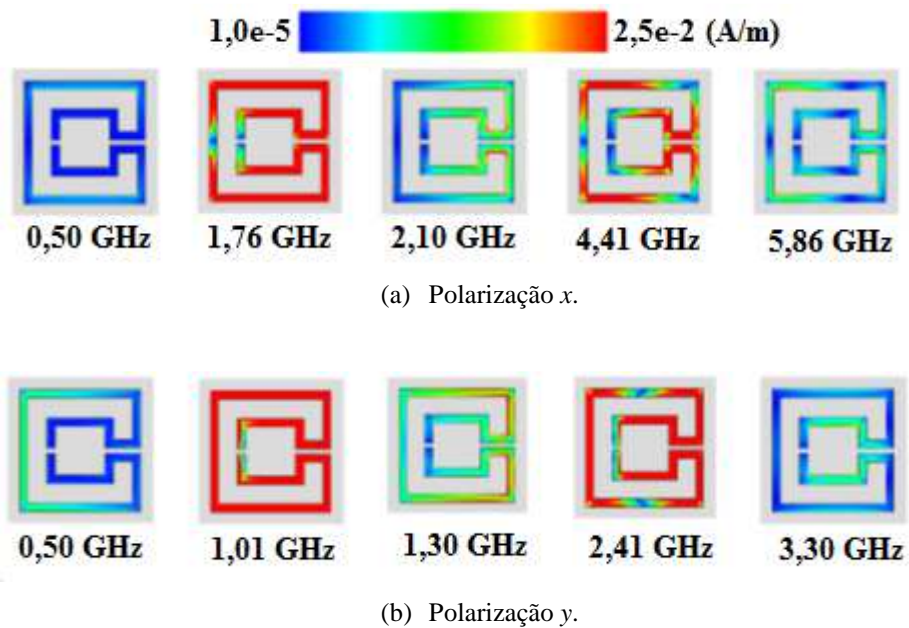 1,0e-5 2,5e-2 (A/m)
0,50 GHz 1,76 GHz 2,10 GHz 4,41 GHz 5,86 GHz
(a) Polarização x.
0,50 GHz 1,01 GHz 1,30 GHz 2,41 GHz 3,30 GHz
(b) Polarização y.